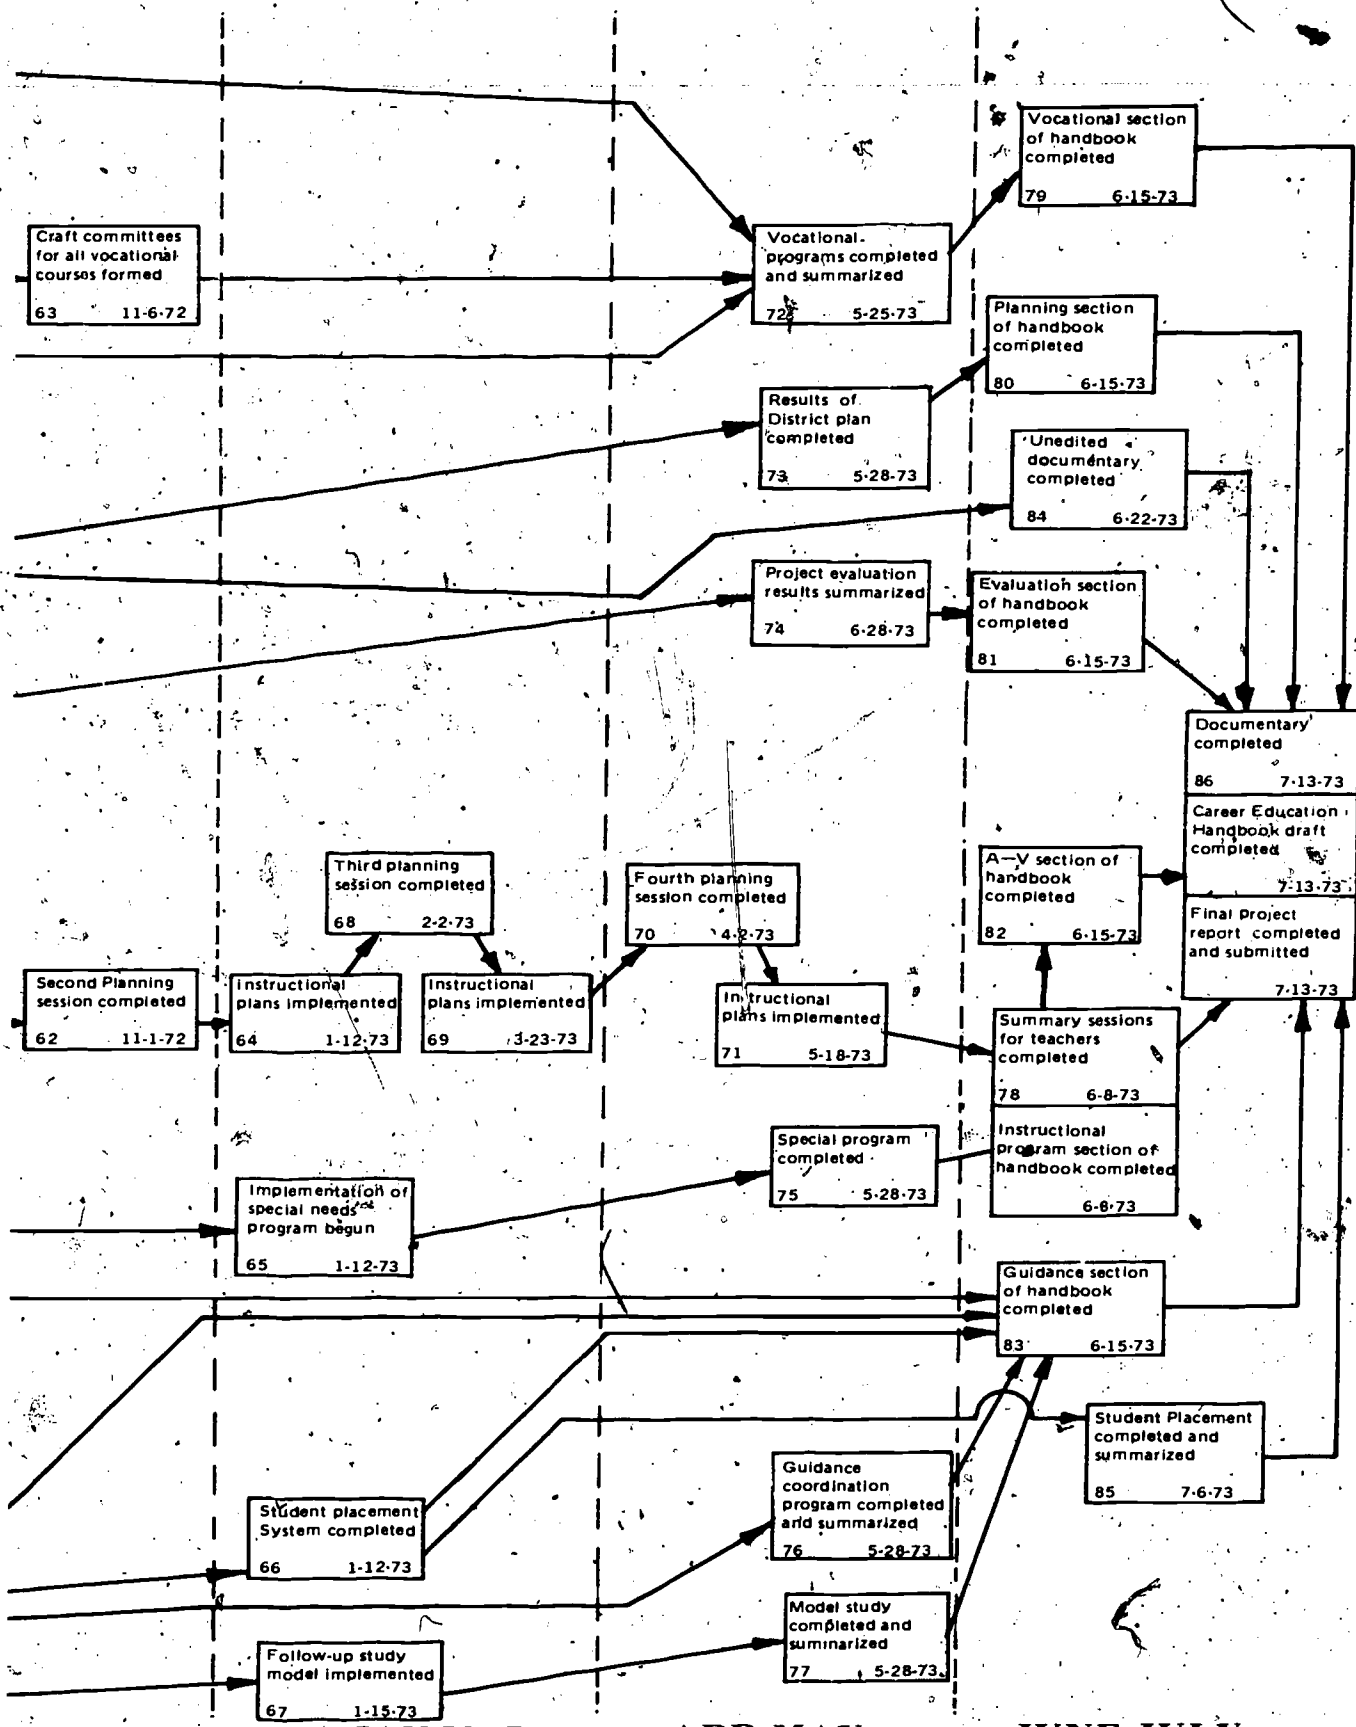 Vocational section
of handbook
completed
79 6-15-73
Craft committees
for all vocational
courses formed
63 11-6-72
Vocational
programs completed
and summarized
72 5-25-73
Planning section
of handbook
completed
80 6-15-73
Results of
District plan
completed
73 5-28-73
Unedited
documentary
completed
84 6-22-73
Project evaluation
results summarized
74 6-28-73
Evaluation section
of handbook
completed
81 6-15-73
Documentary
completed
86 7-13-73
Career Education
Handbook draft
completed
7-13-73
Final Project
report completed
and submitted
7-13-73
Third planning
session completed
68 2-2-73
Fourth planning
session completed
70 4-2-73
A-V section of
handbook
completed
82 6-15-73
Second Planning
session completed
62 11-1-72
Instructional
plans implemented
64 1-12-73
Instructional
plans implemented
69 3-23-73
Instructional
plans implemented
71 5-18-73
Summary sessions
for teachers
completed
78 6-8-73
Instructional
program section of
handbook completed
6-8-73
Special program
completed
75 5-28-73
Implementation of
special needs
program begun
65 1-12-73
Guidance section
of handbook
completed
83 6-15-73
Student Placement
completed and
summarized
85 7-6-73
Guidance
coordination
program completed
and summarized
76 5-28-73
Student placement
System completed
66 1-12-73
Model study
completed and
summarized
77 5-28-73
Follow-up study
model implemented
67 1-15-73